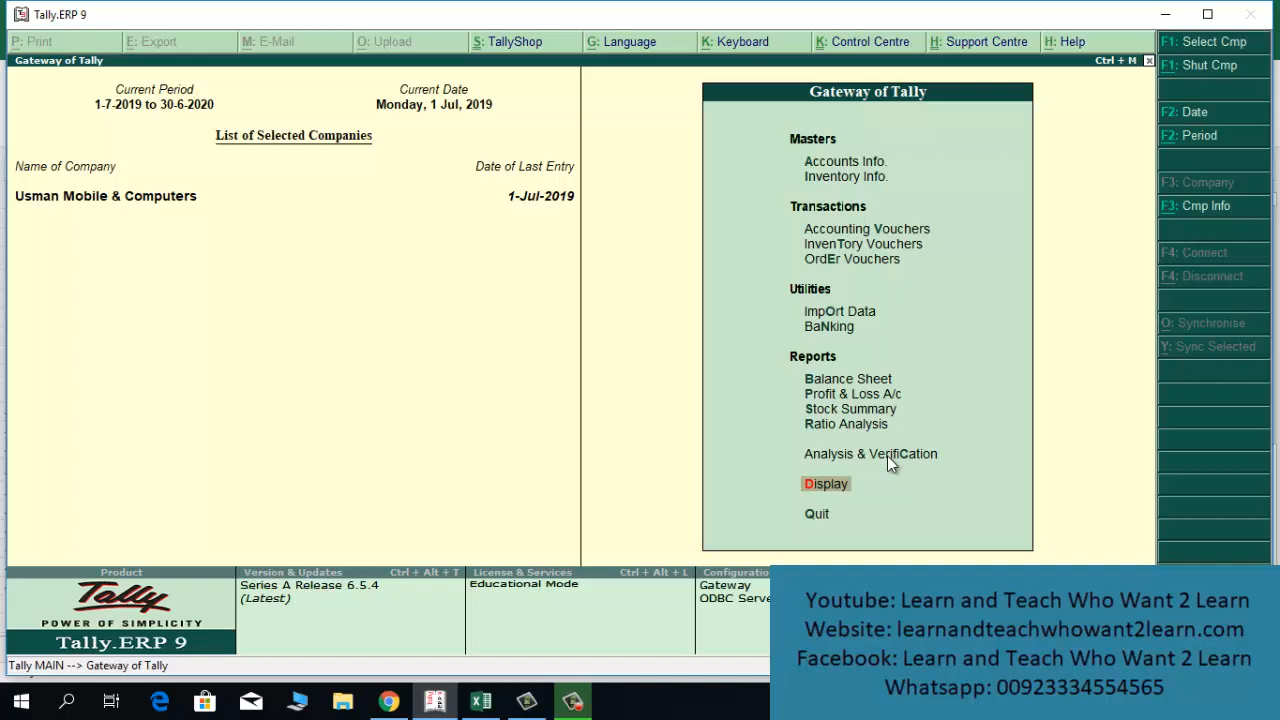 Tally.ERP 9
P: Print
E: Export
M: E-Mail
O: Upload
S: TallyShop
G: Language
K: Keyboard
K: Control Centre
H: Support Centre
H: Help
Gateway of Tally
Ctrl + M
Current Period
1-7-2019 to 30-6-2020
Current Date
Monday, 1 Jul, 2019
List of Selected Companies
Name of Company
Date of Last Entry
Usman Mobile & Computers
1-Jul-2019
Gateway of Tally
Masters
Accounts Info.
Inventory Info.
Transactions
Accounting Vouchers
InvenTory Vouchers
OrdEr Vouchers
Utilities
ImpOrt Data
BaNking
Reports
Balance Sheet
Profit & Loss A/c
Stock Summary
Ratio Analysis
Analysis & VerifiCation
Display
Quit
F1: Select Cmp
F1: Shut Cmp
F2: Date
F2: Period
F3: Company
F3: Cmp Info
F4: Connect
F4: Disconnect
O: Synchronise
Y: Sync Selected
Product
Tally
POWER OF SIMPLICITY
Tally.ERP 9
Version & Updates
Ctrl + Alt + T
Series A Release 6.5.4
(Latest)
License & Services
Ctrl + Alt + L
Educational Mode
Configuration
Gateway
ODBC Serve
Tally MAIN --> Gateway of Tally
Youtube: Learn and Teach Who Want 2 Learn
Website: learnandteachwhowant2learn.com
Facebook: Learn and Teach Who Want 2 Learn
Whatsapp: 00923334554565